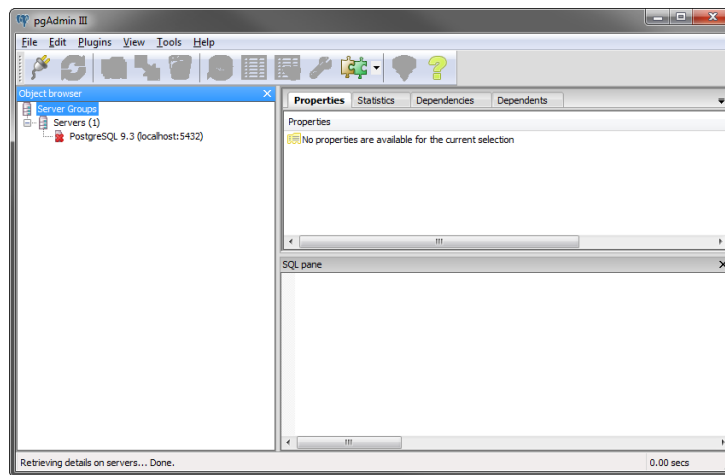 pgAdmin III
File Edit Plugins View Tools Help
Object browser
Server Groups
Servers (1)
PostgreSQL 9.3 (localhost:5432)
Properties Statistics Dependencies Dependents
Properties
No properties are available for the current selection
SQL pane
Retrieving details on servers... Done.
0.00 secs